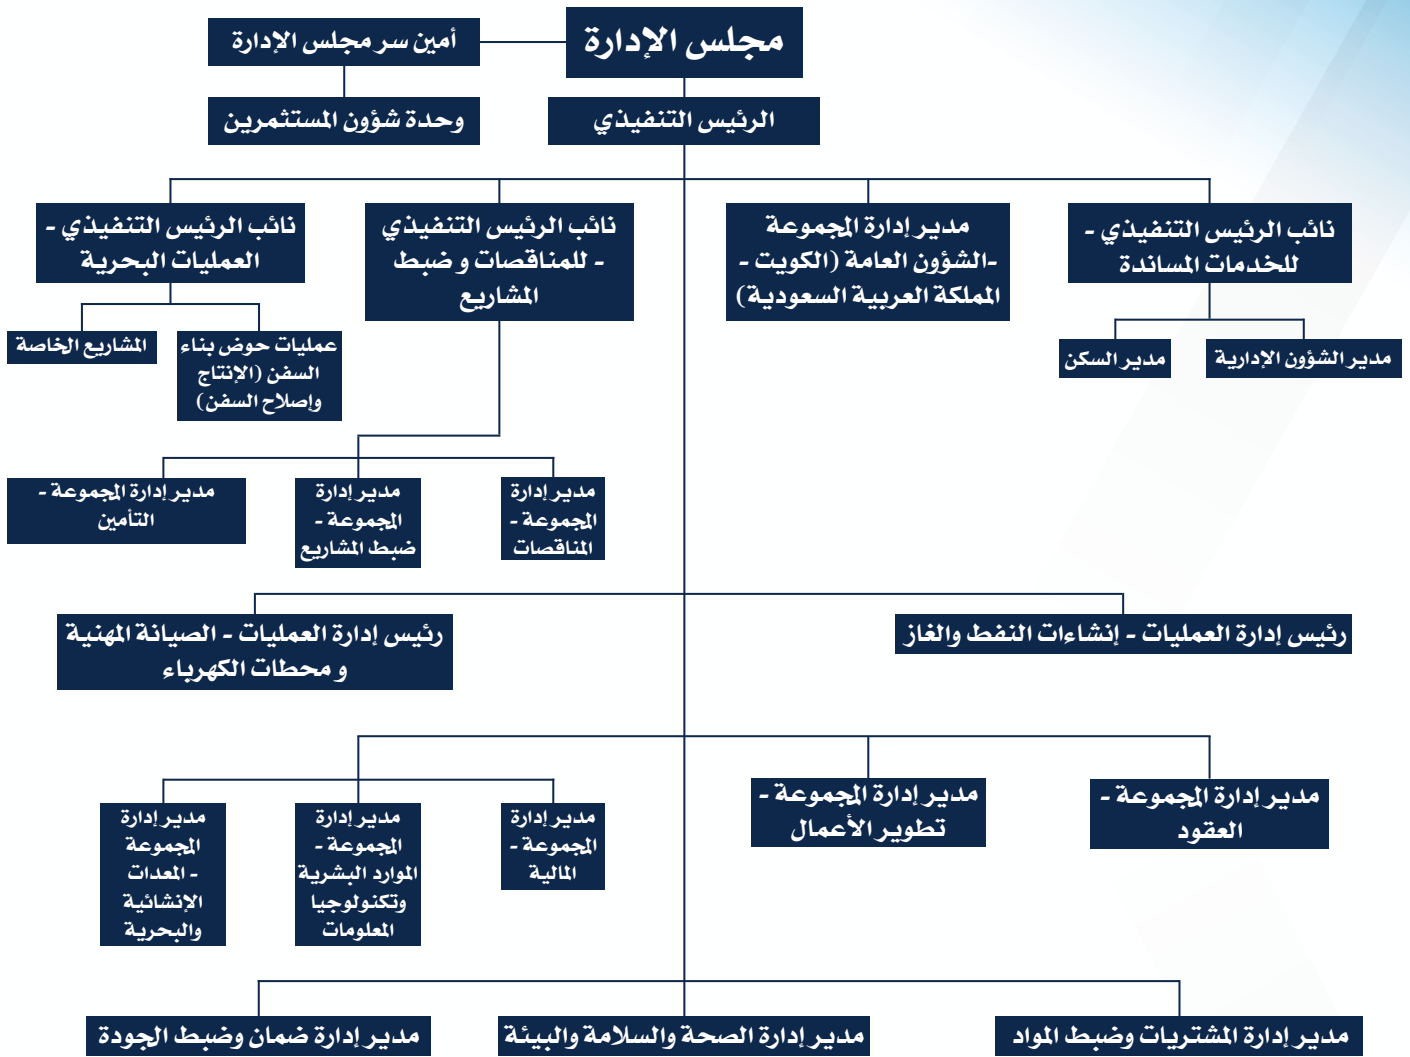 مجلس الإدارة
أمين سر مجلس الإدارة
الرئيس التنفيذي
وحدة شؤون المستثمرين
نائب الرئيس التنفيذي -
للخدمات المساندة
مدير إدارة المجموعة
-الشؤون العامة (الكويت -
المملكة العربية السعودية)
نائب الرئيس التنفيذي
- للمناقصات و ضبط
المشاريع
نائب الرئيس التنفيذي -
العمليات البحرية
مدير الشؤون الإدارية
مدير السكن
عمليات حوض بناء
السفن (الإنتاج
وإصلاح السفن)
المشاريع الخاصة
مدير إدارة
المجموعة -
المناقصات
مدير إدارة
المجموعة -
ضبط المشاريع
مدير إدارة المجموعة -
التأمين
رئيس إدارة العمليات - إنشاءات النفط والغاز
رئيس إدارة العمليات - الصيانة المهنية
و محطات الكهرباء
مدير إدارة المجموعة -
العقود
مدير إدارة المجموعة -
تطوير الأعمال
مدير إدارة
المجموعة -
المالية
مدير إدارة
المجموعة -
الموارد البشرية
وتكنولوجيا
المعلومات
مدير إدارة
المجموعة
- المعدات
الإنشائية
والبحرية
مدير إدارة المشتريات وضبط المواد
مدير إدارة الصحة والسلامة والبيئة
مدير إدارة ضمان وضبط الجودة